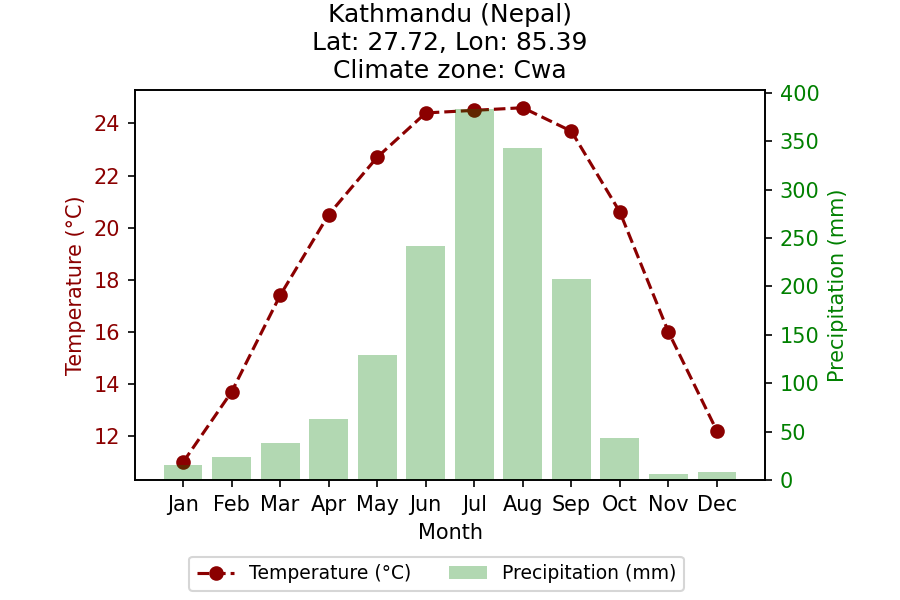 Kathmandu (Nepal)
Lat: 27.72, Lon: 85.39
Climate zone: Cwa
Temperature (°C)
24
22
20
18
16
14
12
400
350
300
250
200
150
100
50
0
Precipitation (mm)
Jan Feb Mar Apr May Jun Jul Aug Sep Oct Nov Dec
Month
Temperature (°C) Precipitation (mm)